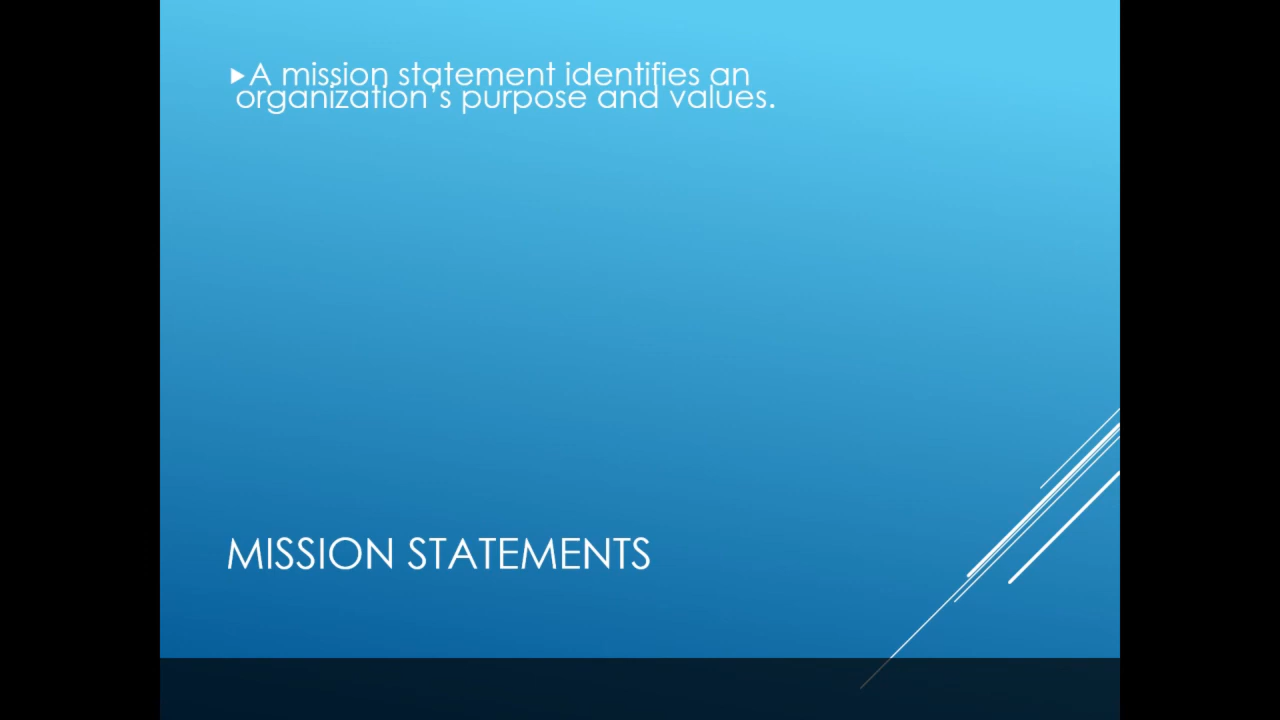 ▶A mission statement identifies an
organization's purpose and values.
MISSION STATEMENTS